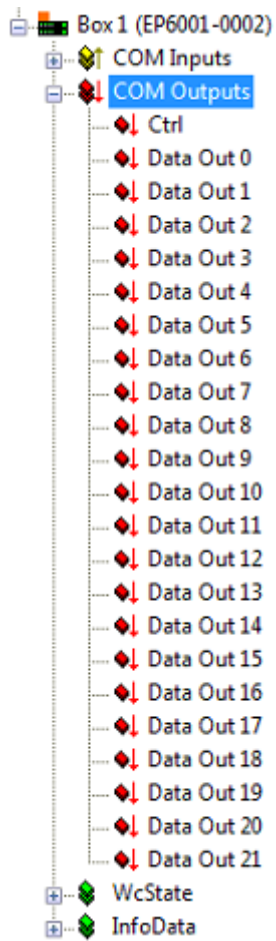 Box 1 (EP6001-0002)
COM Inputs
COM Outputs
Ctrl
Data Out 0
Data Out 1
Data Out 2
Data Out 3
Data Out 4
Data Out 5
Data Out 6
Data Out 7
Data Out 8
Data Out 9
Data Out 10
Data Out 11
Data Out 12
Data Out 13
Data Out 14
Data Out 15
Data Out 16
Data Out 17
Data Out 18
Data Out 19
Data Out 20
Data Out 21
WcState
InfoData